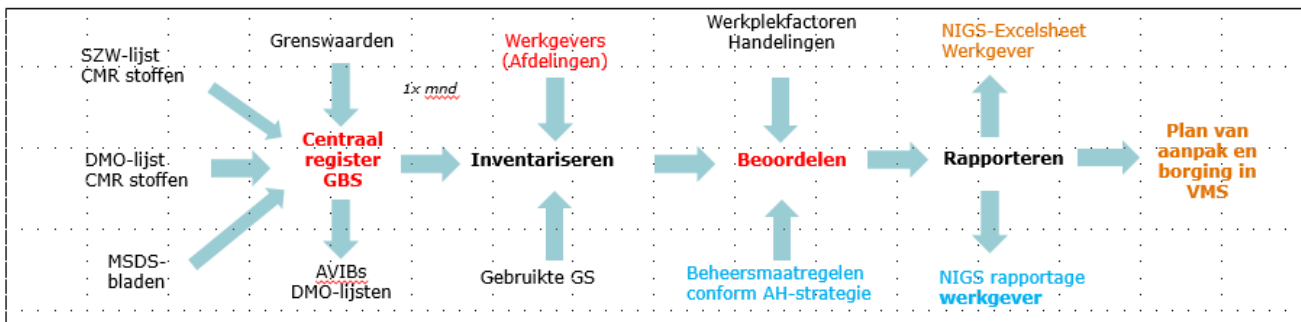 SZW-lijst
CMR stoffen
DMO-lijst
CMR stoffen
MSDS-
bladen
Grenswaarden
Centraal
register
GBS
AVIBs
DMO-lijsten
1x mnd
Werkgevers
(Afdelingen)
Inventariseren
Gebruikte GS
Werkplekfactoren
Handelingen
Beoordelen
Beheersmaatregelen
conform AH-strategie
NIGS-Excelsheet
Werkgever
Rapporteren
NIGS rapportage
werkgever
Plan van
aanpak en
borging in
VMS